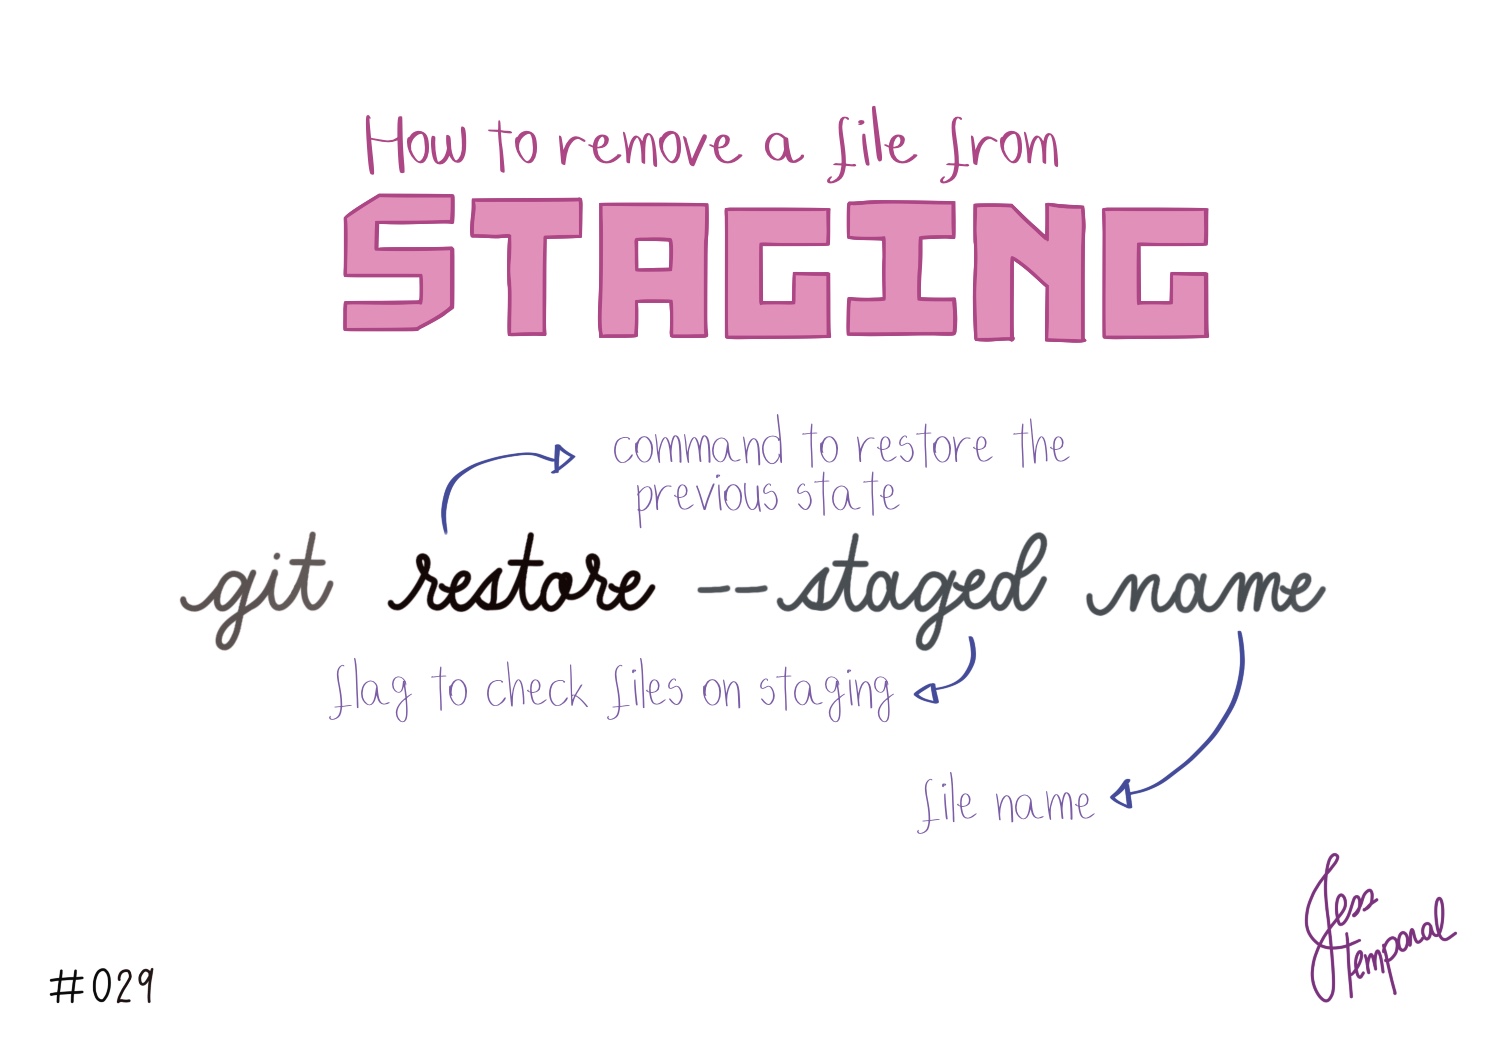 How to remove a file from
STAGING
command to restore the
previous state
git restore --staged name
flag to check files on staging
file name
Jess
temporal
#029